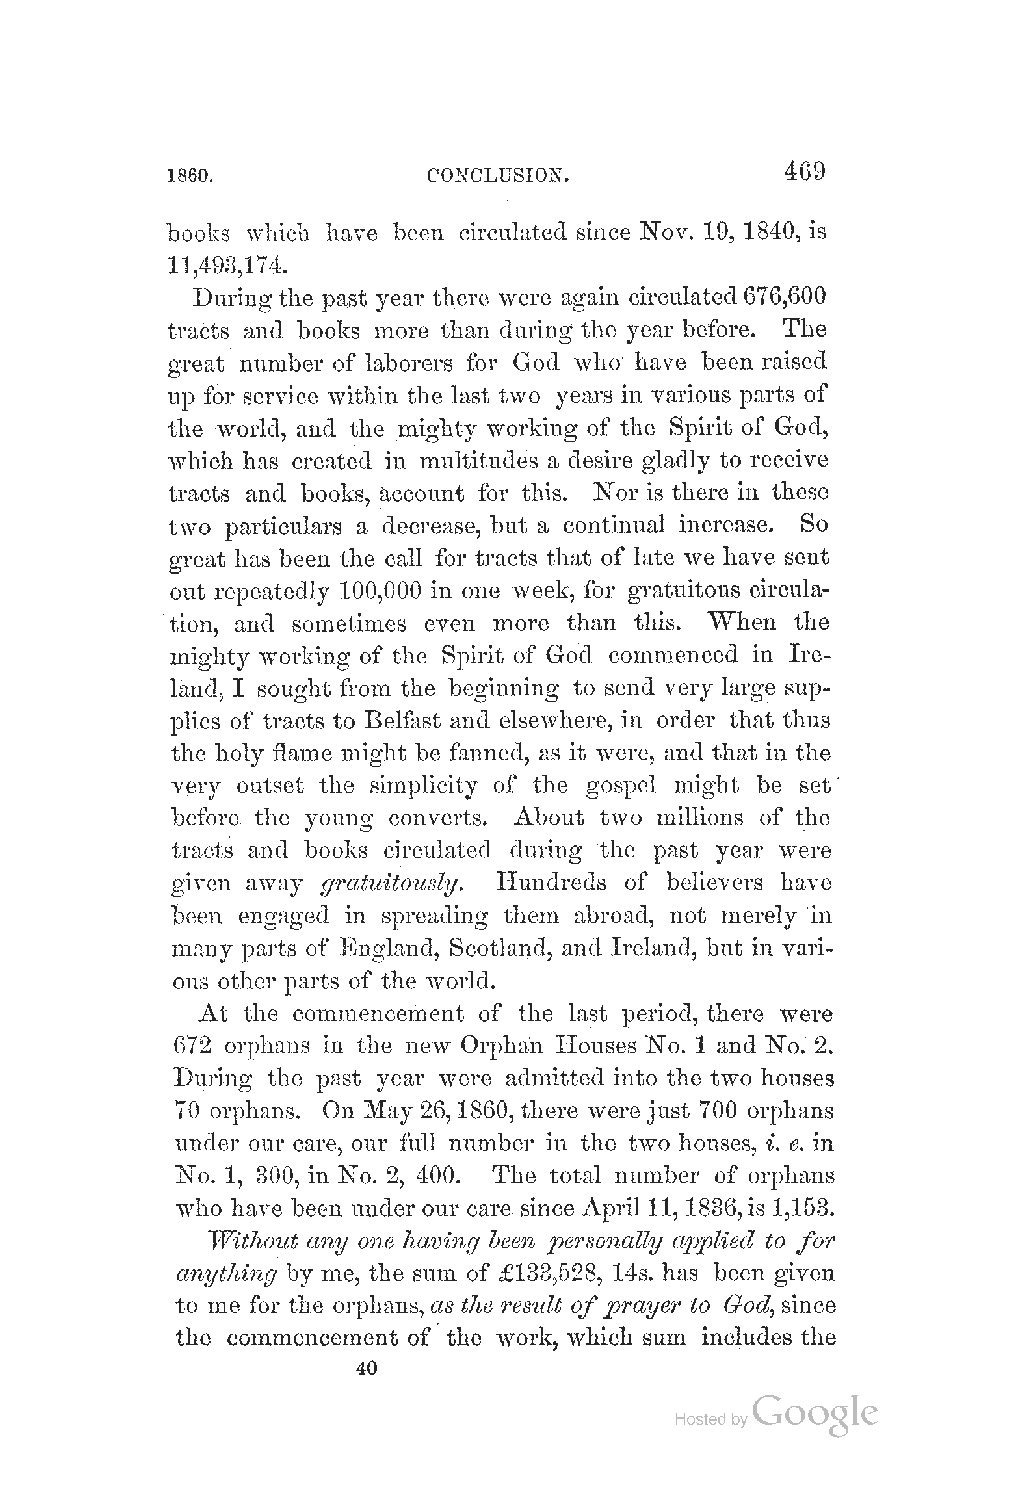 1860. CONCLUSION. 469
books which have been circulated since Nov. 19, 1840, is
11,493,174.
During the past year there were again circulated 676,600
tracts and books more than during the year before. The
great number of laborers for God who have been raised
up for service within the last two years in various parts of
the world, and the mighty working of the Spirit of God,
which has created in multitudes a desire gladly to receive
tracts and books, account for this. Nor is there in these
two particulars a decrease, but a continual increase. So
great has been the call for tracts that of late we have sent
out repeatedly 100,000 in one week, for gratuitous circula-
tion, and sometimes even more than this. When the
mighty working of the Spirit of God commenced in Ire-
land, I sought from the beginning to send very large sup-
plies of tracts to Belfast and elsewhere, in order that thus
the holy flame might be fanned, as it were, and that in the
very outset the simplicity of the gospel might be set
before the young converts. About two millions of the
tracts and books circulated during the past year were
given away gratuitously. Hundreds of believers have
been engaged in spreading them abroad, not merely in
many parts of England, Scotland, and Ireland, but in vari-
ous other parts of the world.
At the commencement of the last period, there were
672 orphans in the new Orphan Houses No. 1 and No. 2.
During the past year were admitted into the two houses
70 orphans. On May 26, 1860, there were just 700 orphans
under our care, our full number in the two houses, i. e. in
No. 1, 300, in No. 2, 400. The total number of orphans
who have been under our care since April 11, 1836, is 1,153.
Without any one having been personally applied to for
anything by me, the sum of £133,528, 14s. has been given
to me for the orphans, as the result of prayer to God, since
the commencement of the work, which sum includes the
40
Hosted by Google